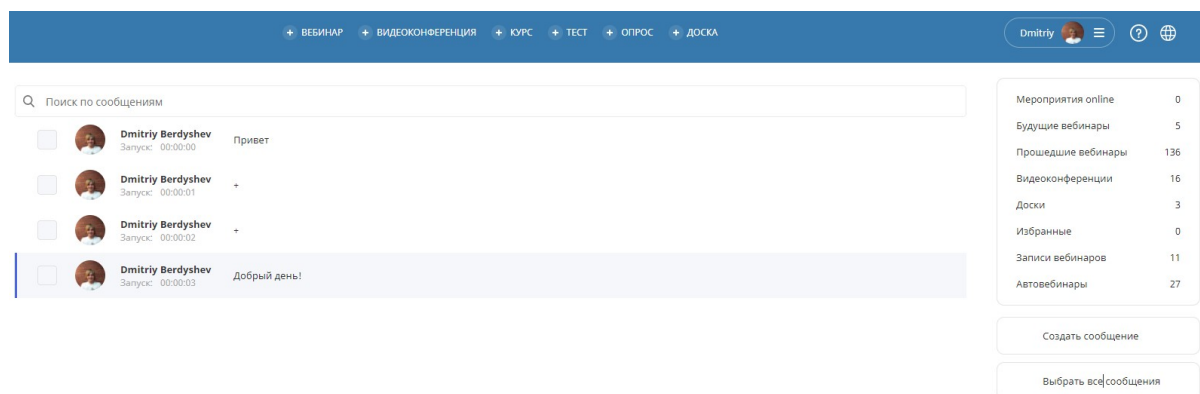 + ВЕБИНАР + ВИДЕОКОНФЕРЕНЦИЯ + КУРС + ТЕСТ + ОПРОС + ДОСКА
Dmitriy
Поиск по сообщениям
Dmitriy Berdyshev
Запуск: 00:00:00
Привет
Dmitriy Berdyshev
Запуск: 00:00:01
+
Dmitriy Berdyshev
Запуск: 00:00:02
+
Dmitriy Berdyshev
Запуск: 00:00:03
Добрый день!
Мероприятия online 0
Будущие вебинары 5
Прошедшие вебинары 136
Видеоконференции 16
Доски 3
Избранные 0
Записи вебинаров 11
Автовебинары 27
Создать сообщение
Выбрать все сообщения